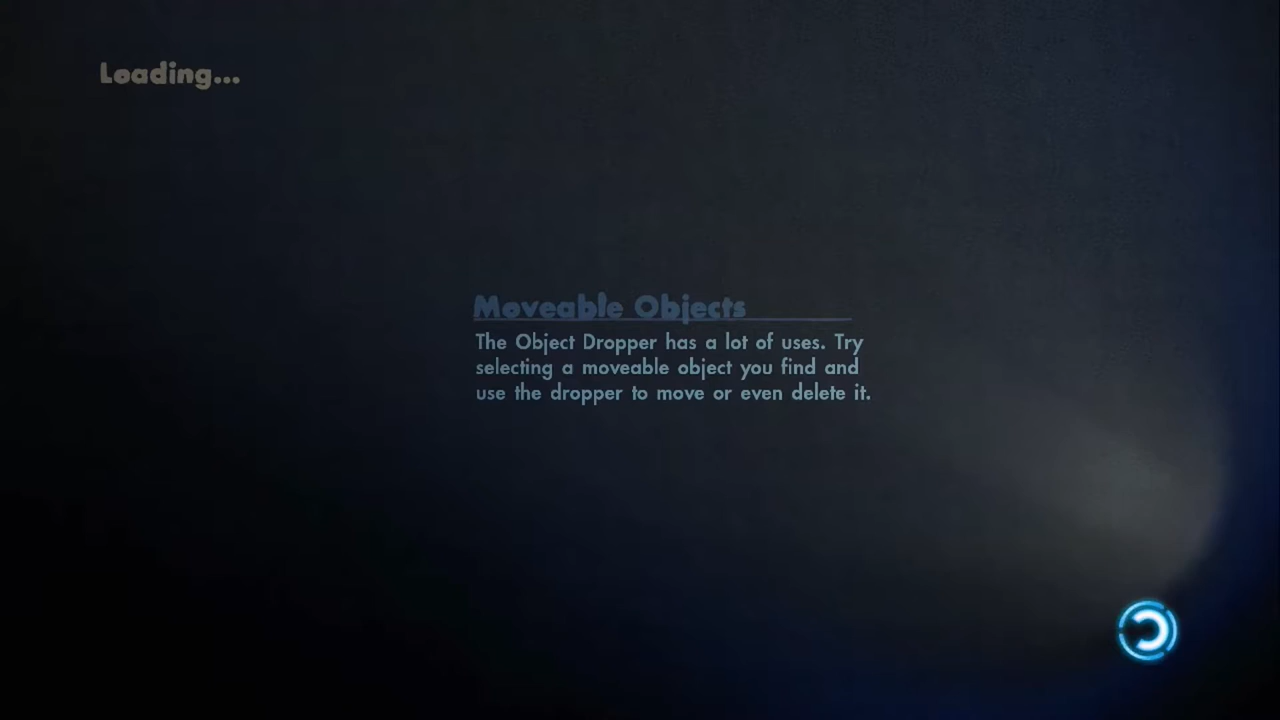 Loading...
Moveable Objects
The Object Dropper has a lot of uses. Try
selecting a moveable object you find and
use the dropper to move or even delete it.